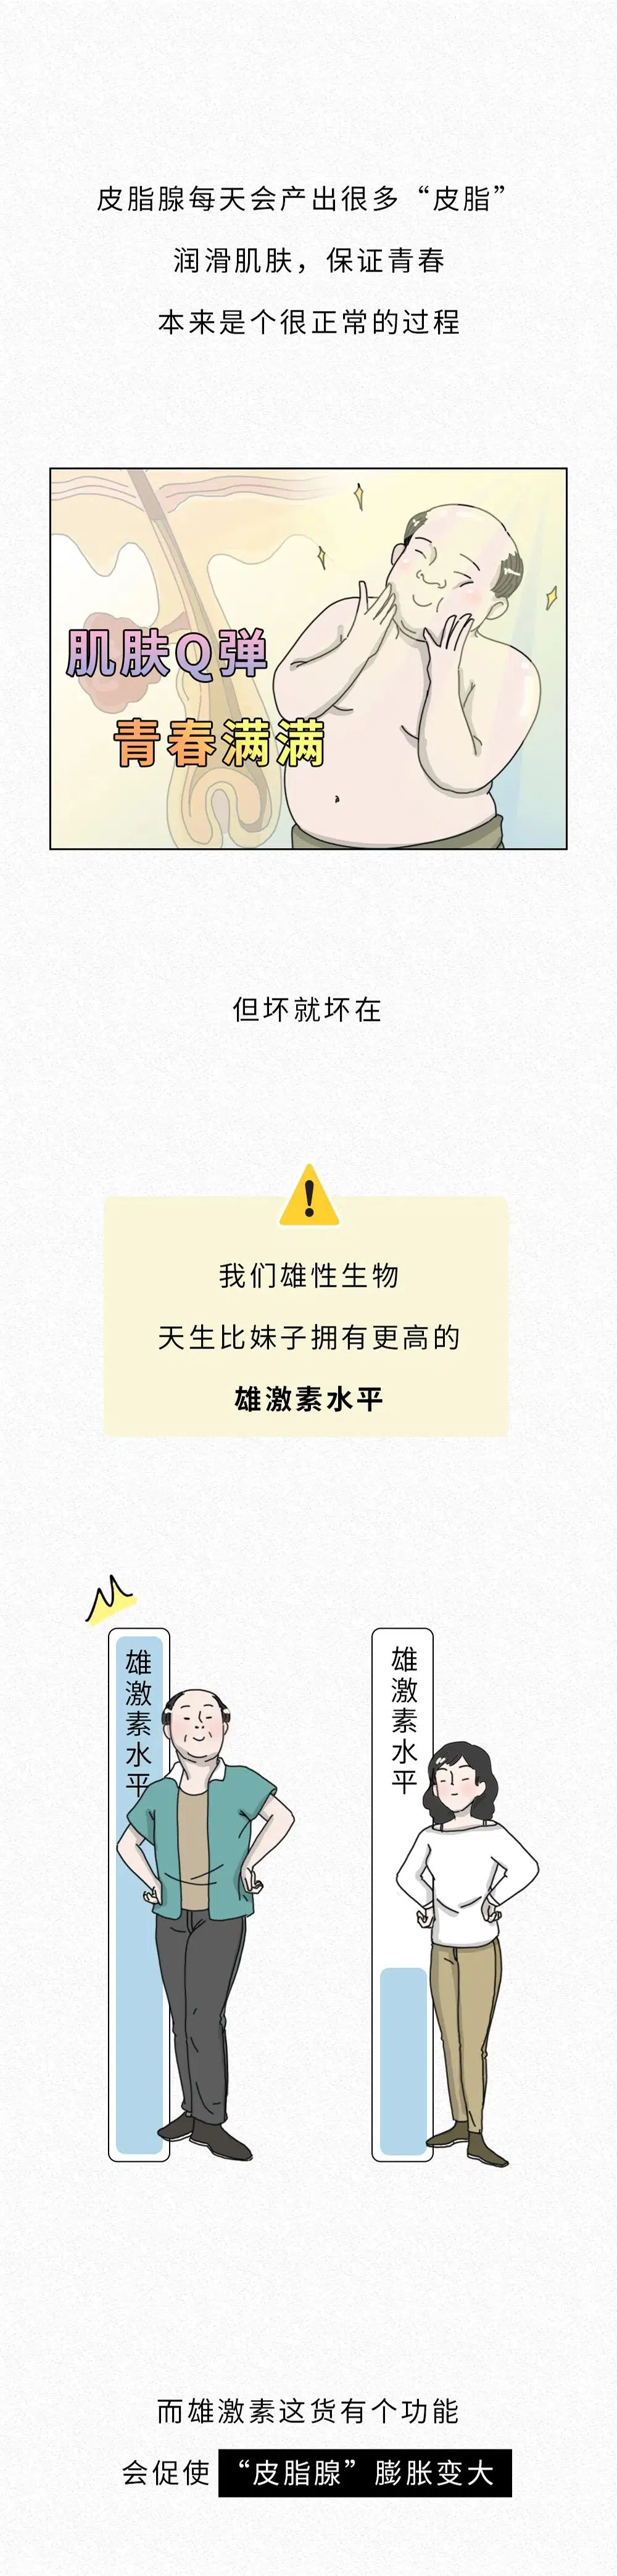 皮脂腺每天会产出很多“皮脂”
润滑肌肤，保证青春
本来是个很正常的过程
肌肤Q弹
青春满满
但坏就坏在
我们雄性生物
天生比妹子拥有更高的
雄激素水平
雄激素水平
雄激素水平
而雄激素这货有个功能
会促使“皮脂腺”膨胀变大